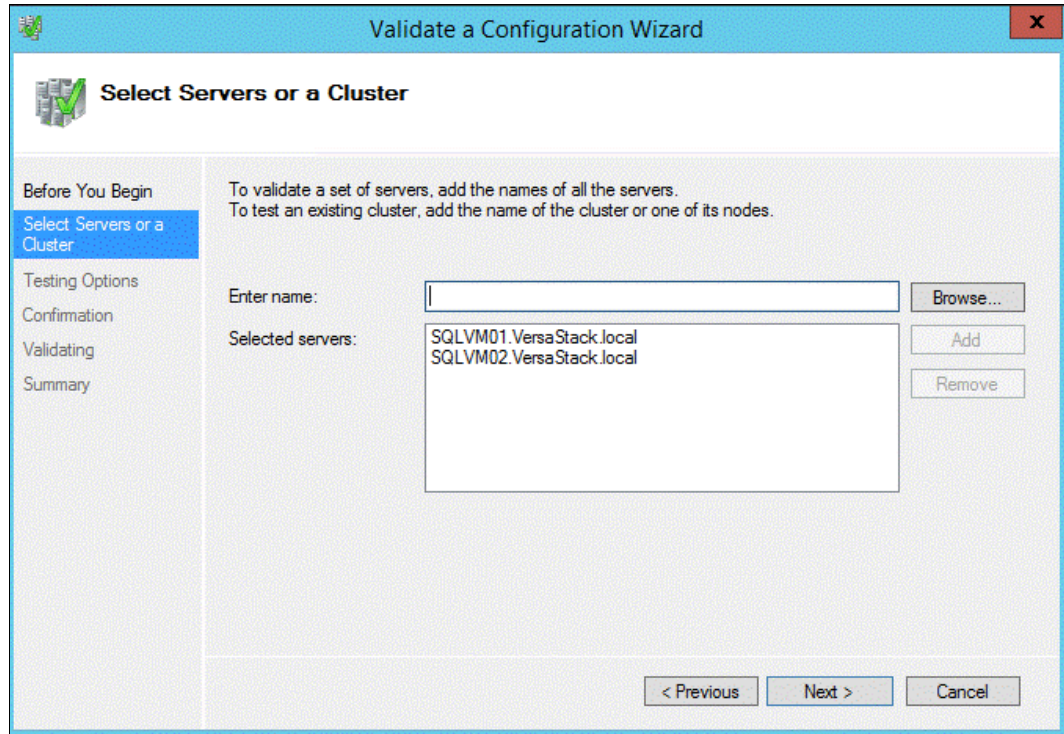 Validate a Configuration Wizard
x
Select Servers or a Cluster
Before You Begin
Select Servers or a
Cluster
Testing Options
Confirmation
Validating
Summary
To validate a set of servers, add the names of all the servers.
To test an existing cluster, add the name of the cluster or one of its nodes.
Enter name:
Browse...
Selected servers:
SQLVM01.VersaStack.local
SQLVM02.VersaStack.local
Add
Remove
< Previous
Next >
Cancel